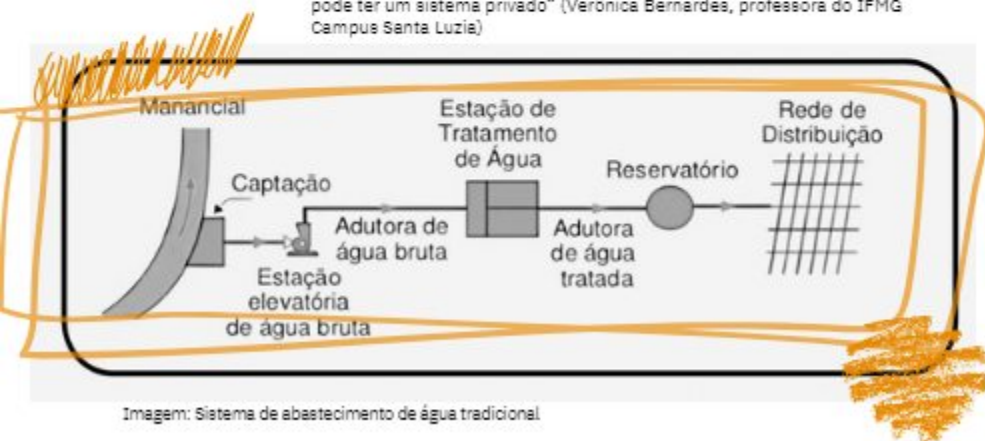 pode ter um sistema privado" (Verônica Bernardes, professora do IFMG
Campus Santa Luzia)
Manancial
Captação
Estação
elevatória
de água bruta
Adutora de
água bruta
Estação de
Tratamento
de Água
Adutora
de água
tratada
Reservatório
Rede de
Distribuição
Imagem: Sistema de abastecimento de água tradicional